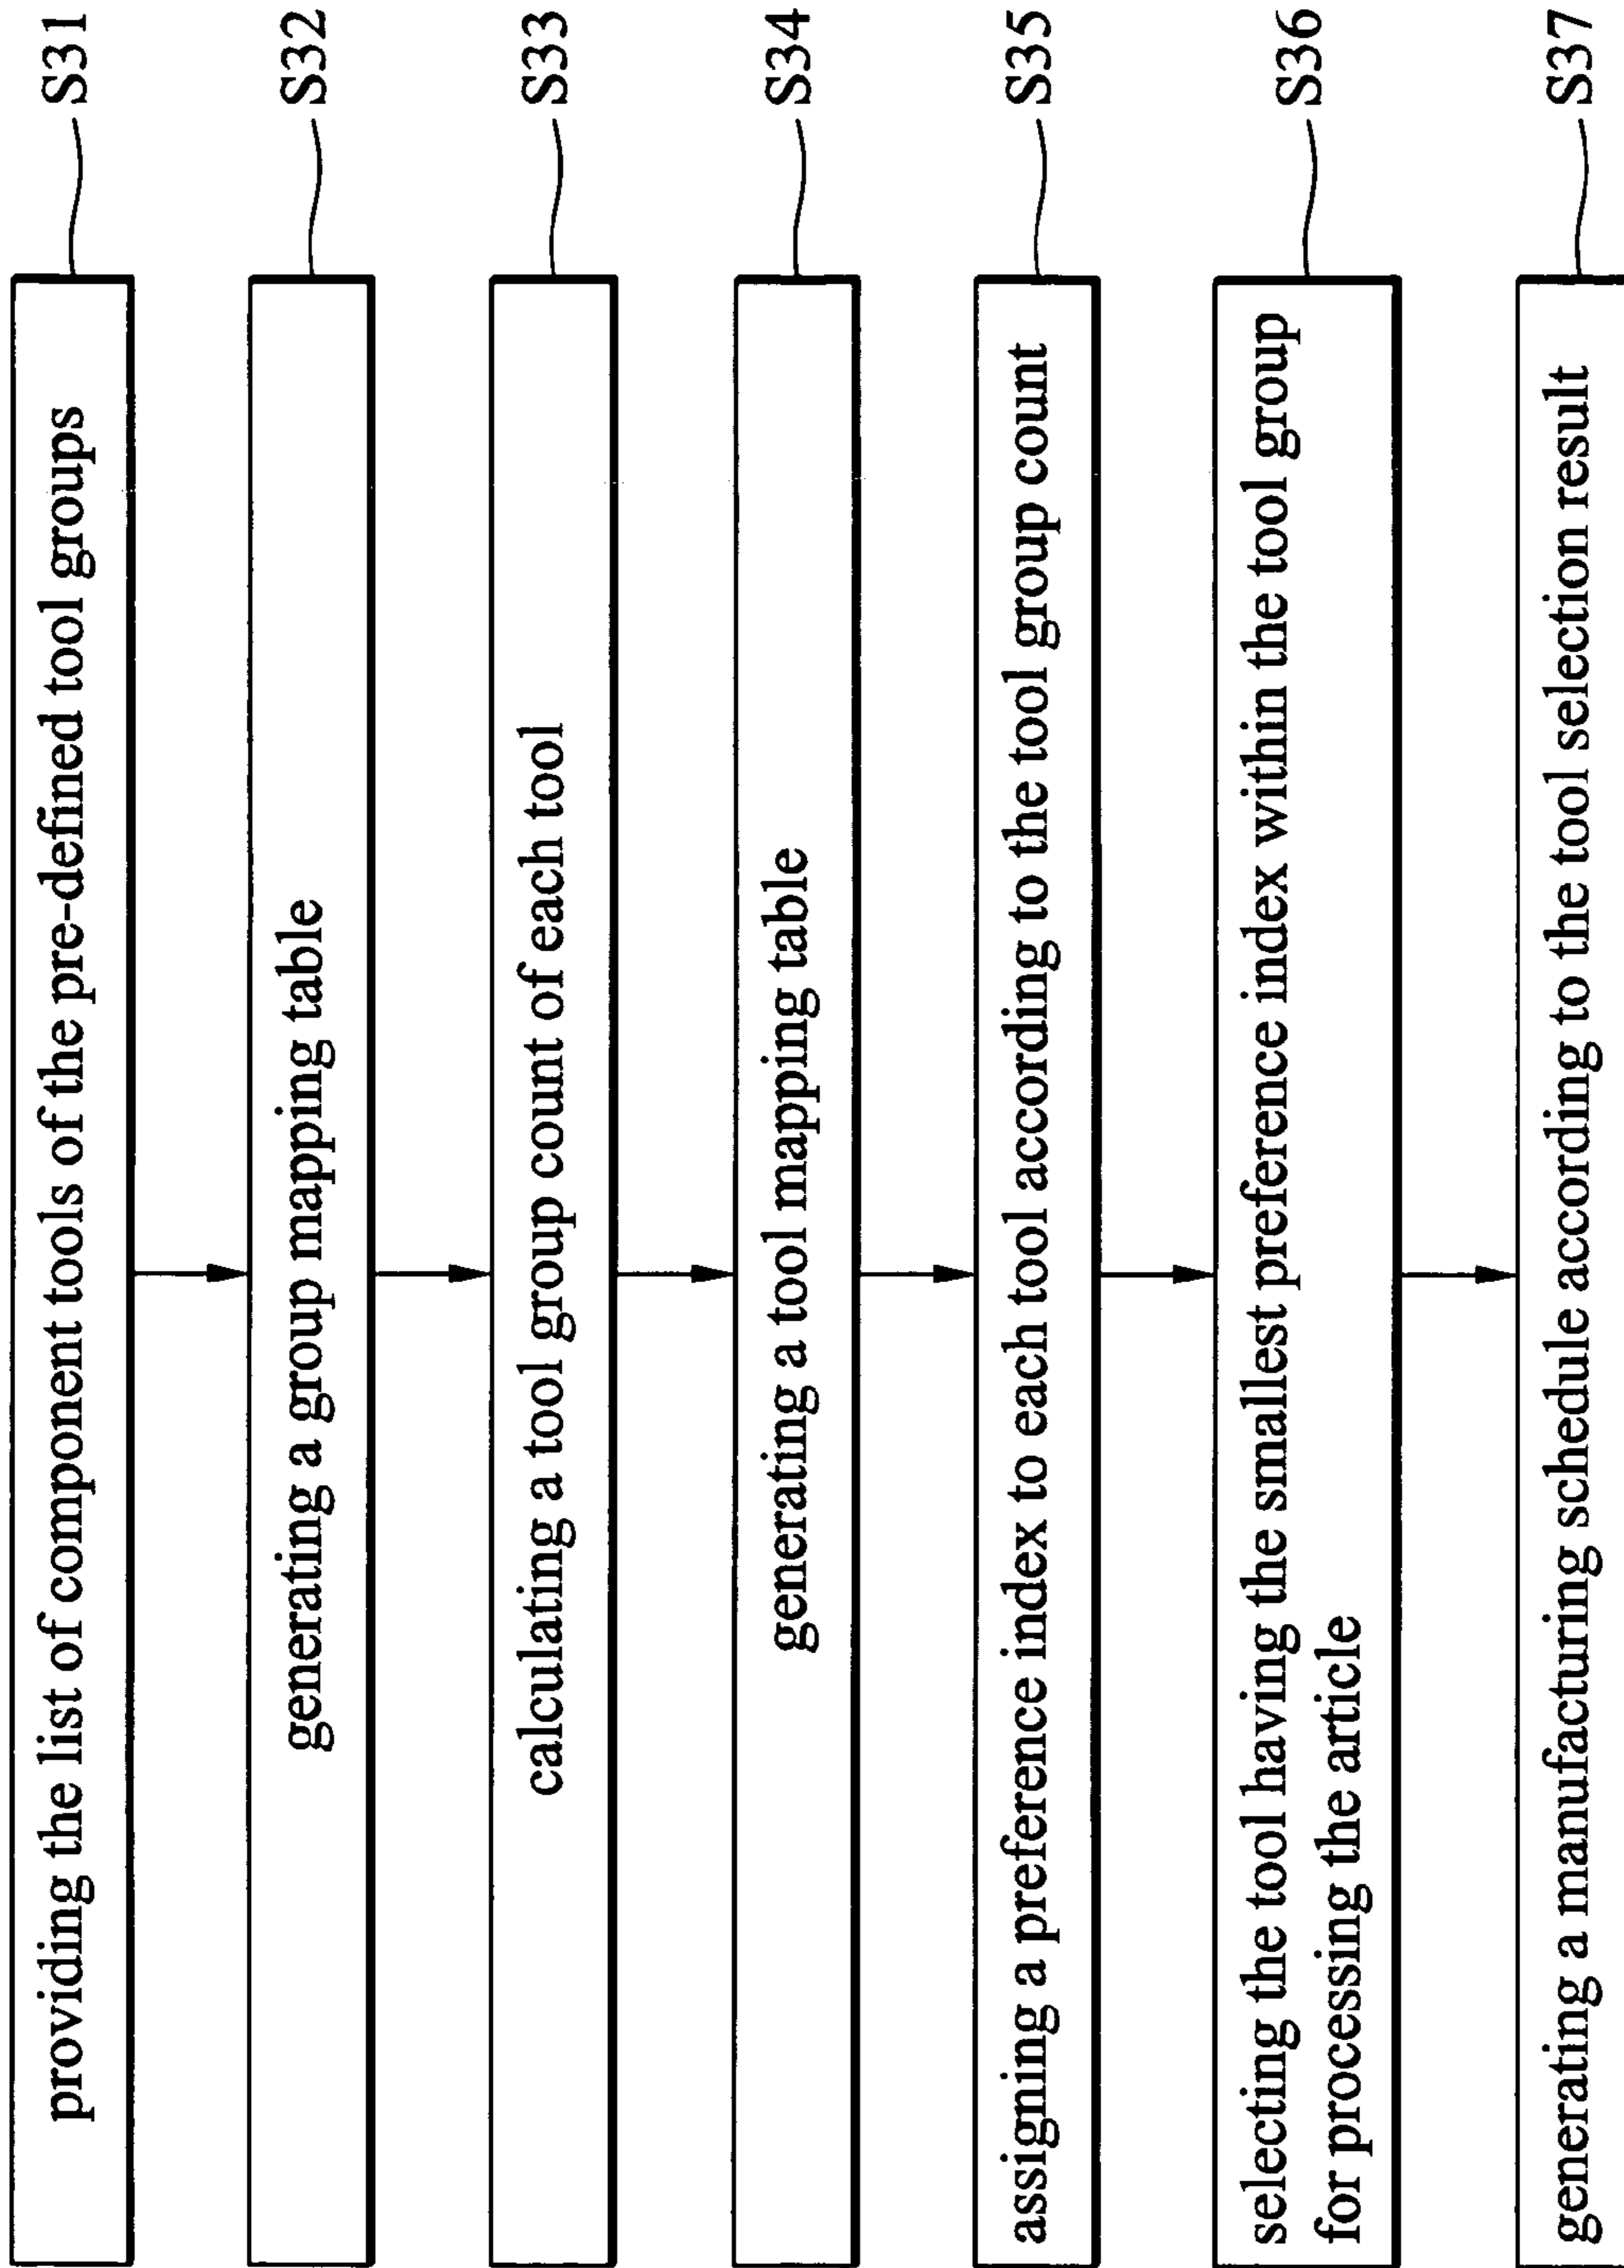 providing the list of component tools of the pre-defined tool groups
S31
generating a group mapping table
S32
calculating a tool group count of each tool
S33
generating a tool mapping table
S34
assigning a preference index to each tool according to the tool group count
S35
selecting the tool having the smallest preference index within the tool group
for processing the article
S36
generating a manufacturing schedule according to the tool selection result
S37